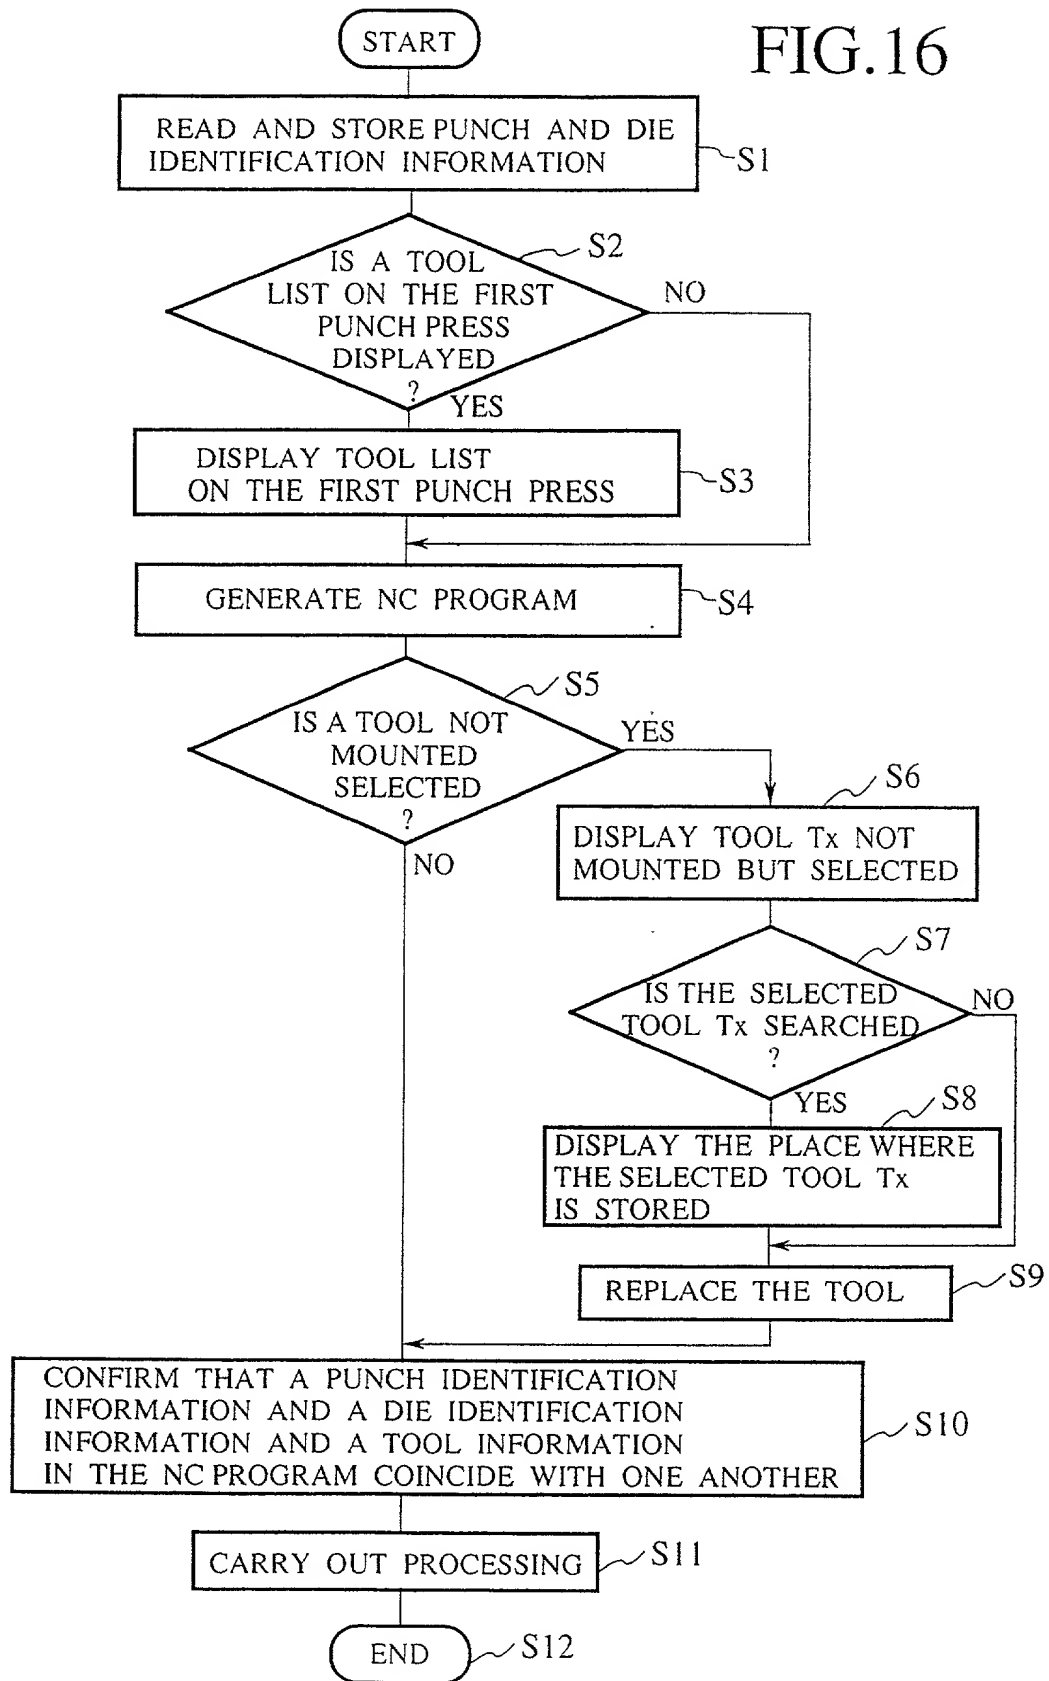 FIG.16
START
READ AND STORE PUNCH AND DIE
IDENTIFICATION INFORMATION
S1
S2
IS A TOOL
LIST ON THE FIRST
PUNCH PRESS
DISPLAYED
?
NO
YES
DISPLAY TOOL LIST
ON THE FIRST PUNCH PRESS
S3
GENERATE NC PROGRAM
S4
S5
IS A TOOL NOT
MOUNTED
SELECTED
?
YES
NO
S6
DISPLAY TOOL Tx NOT
MOUNTED BUT SELECTED
S7
IS THE SELECTED
TOOL Tx SEARCHED
?
NO
YES
S8
DISPLAY THE PLACE WHERE
THE SELECTED TOOL Tx
IS STORED
REPLACE THE TOOL
S9
CONFIRM THAT A PUNCH IDENTIFICATION
INFORMATION AND A DIE IDENTIFICATION
INFORMATION AND A TOOL INFORMATION
IN THE NC PROGRAM COINCIDE WITH ONE ANOTHER
S10
CARRY OUT PROCESSING
S11
END
S12